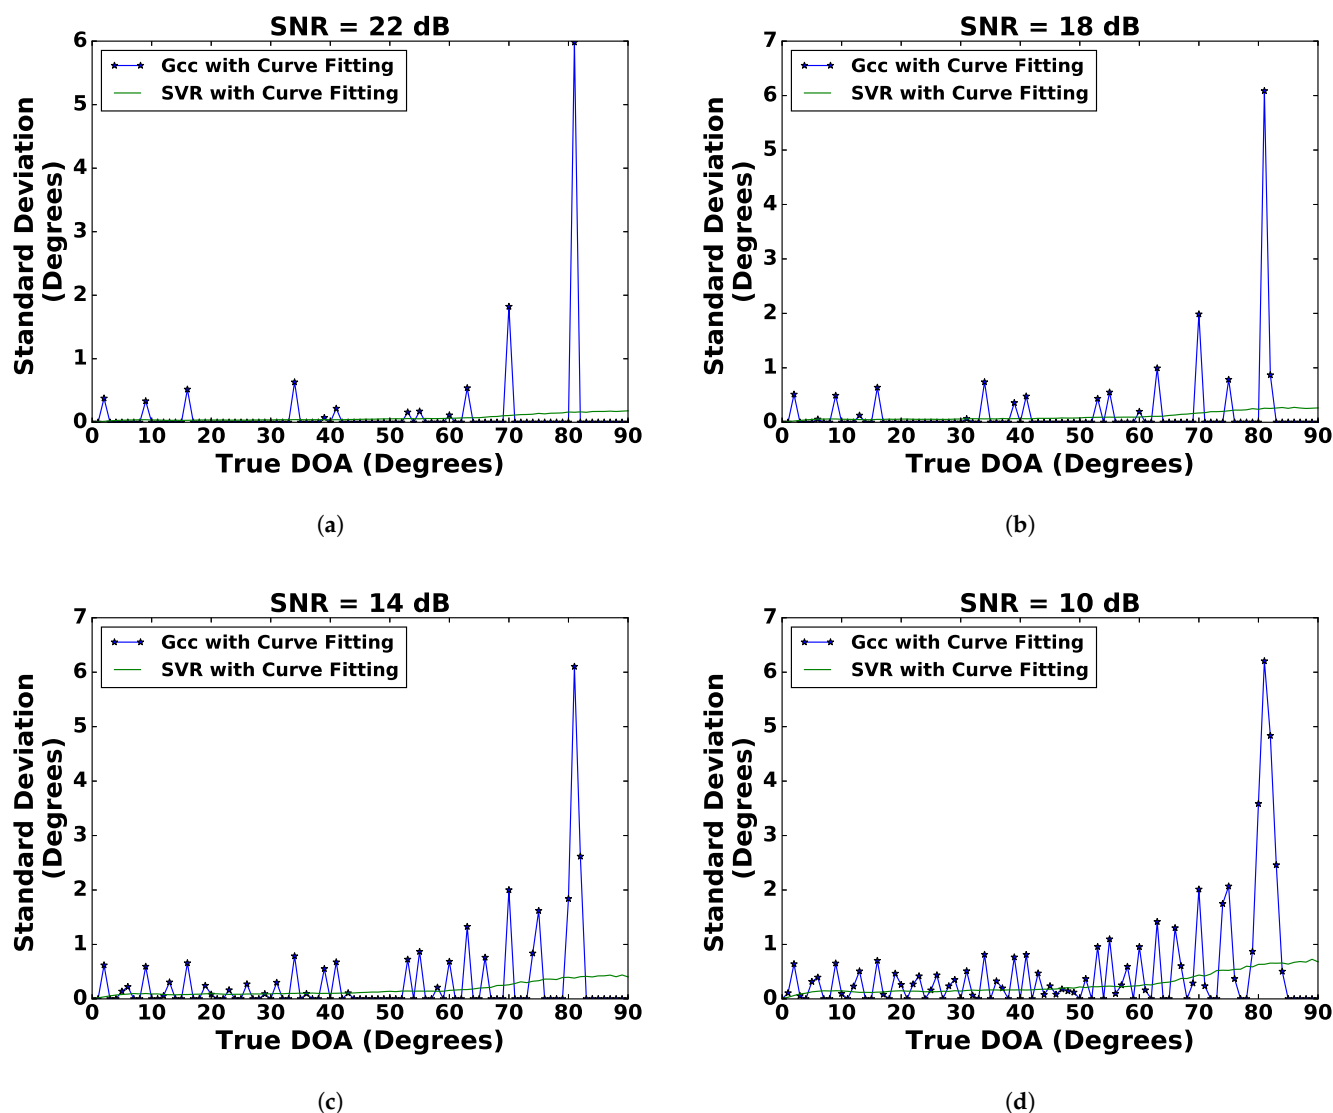 SNR = 22 dB
6
5
4
3
2
1
0
Standard Deviation
(Degrees)
Gcc with Curve Fitting
SVR with Curve Fitting
0 10 20 30 40 50 60 70 80 90
True DOA (Degrees)
(a)
SNR = 18 dB
7
6
5
4
3
2
1
0
Standard Deviation
(Degrees)
Gcc with Curve Fitting
SVR with Curve Fitting
0 10 20 30 40 50 60 70 80 90
True DOA (Degrees)
(b)
SNR = 14 dB
7
6
5
4
3
2
1
0
Standard Deviation
(Degrees)
Gcc with Curve Fitting
SVR with Curve Fitting
0 10 20 30 40 50 60 70 80 90
True DOA (Degrees)
(c)
SNR = 10 dB
7
6
5
4
3
2
1
0
Standard Deviation
(Degrees)
Gcc with Curve Fitting
SVR with Curve Fitting
0 10 20 30 40 50 60 70 80 90
True DOA (Degrees)
(d)